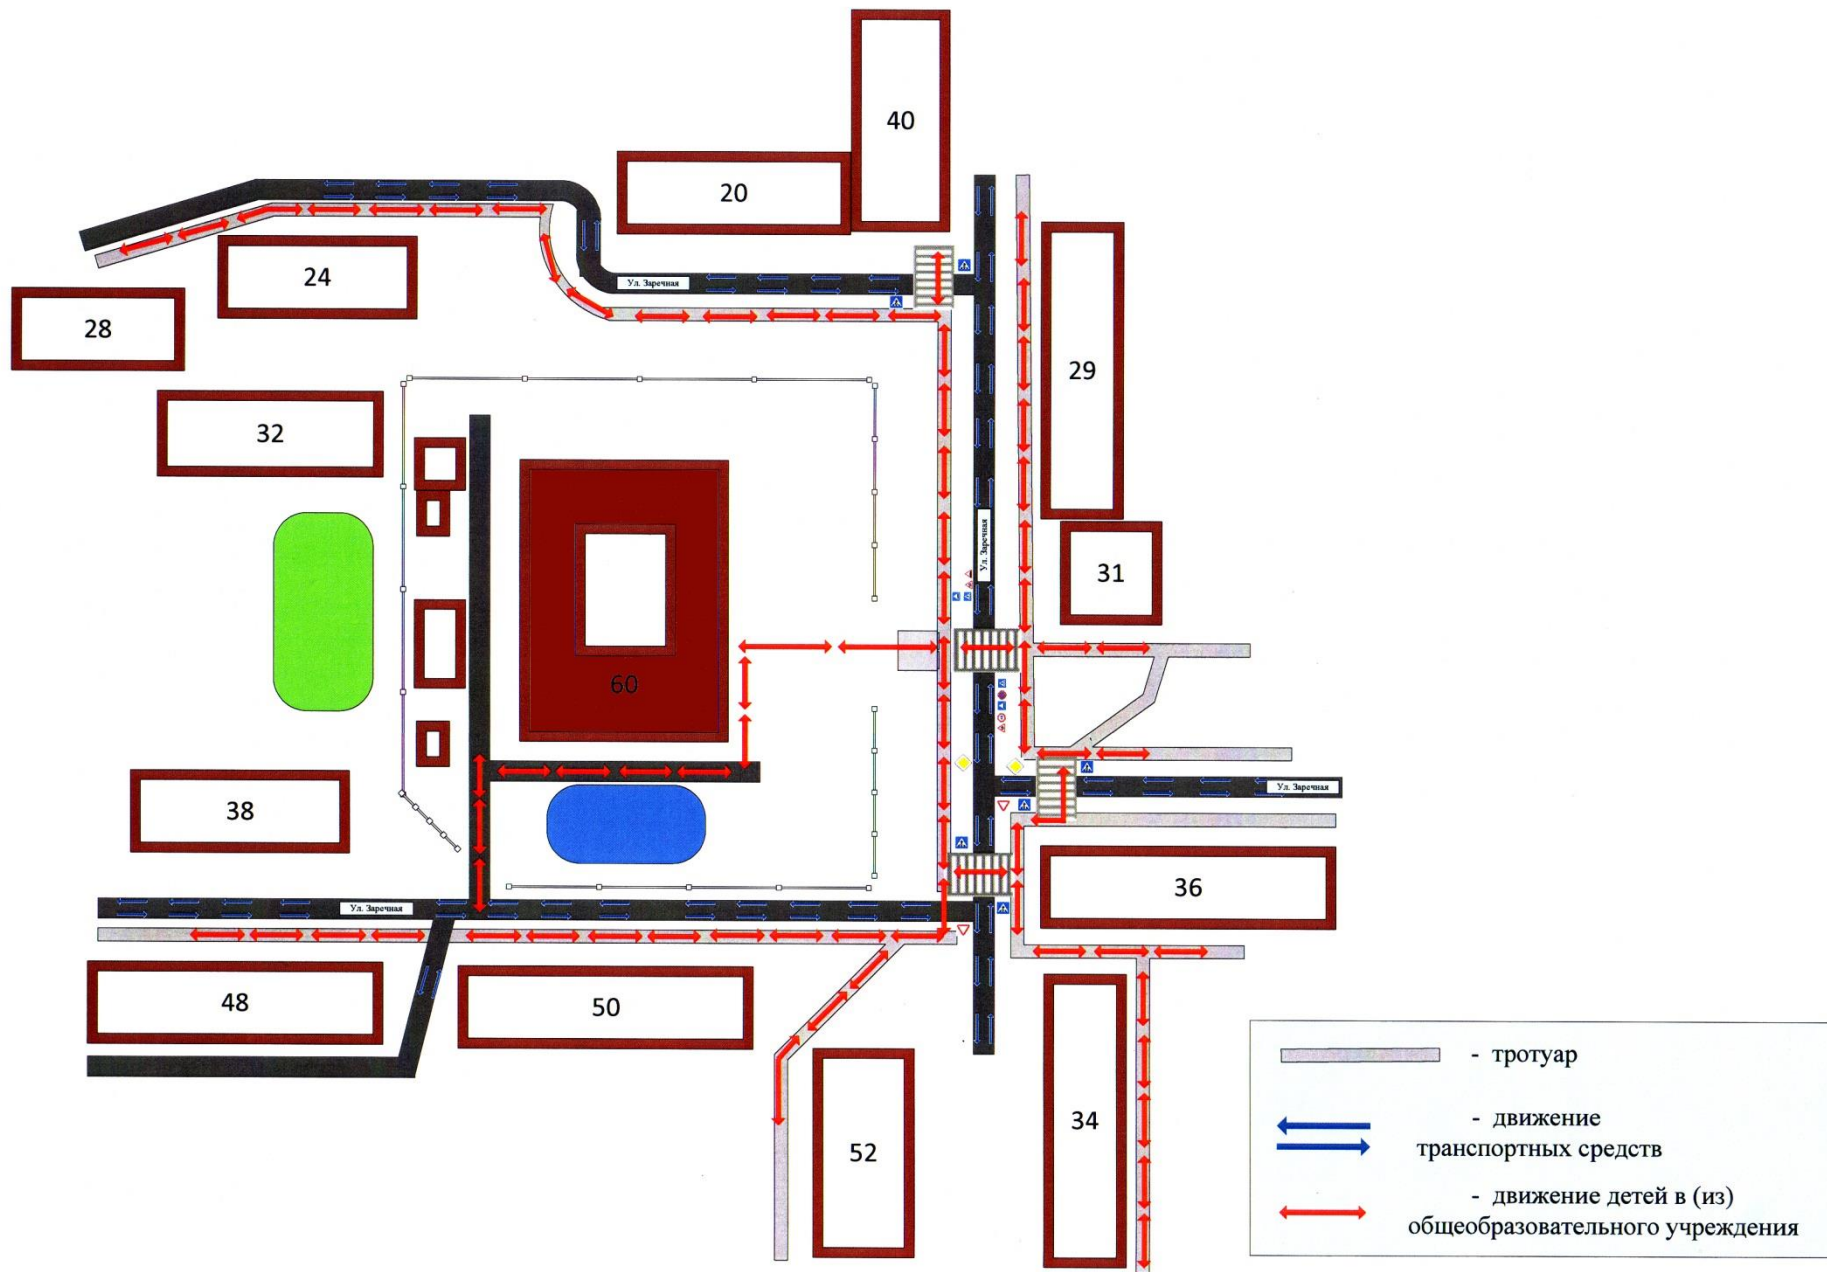 40
20
24
Ул. Заречная
28
29
32
Ул. Заречная
31
60
Ул. Заречная
38
36
Ул. Заречная
48
50
34
52
- тротуар
- движение
транспортных средств
- движение детей в (из)
общеобразовательного учреждения